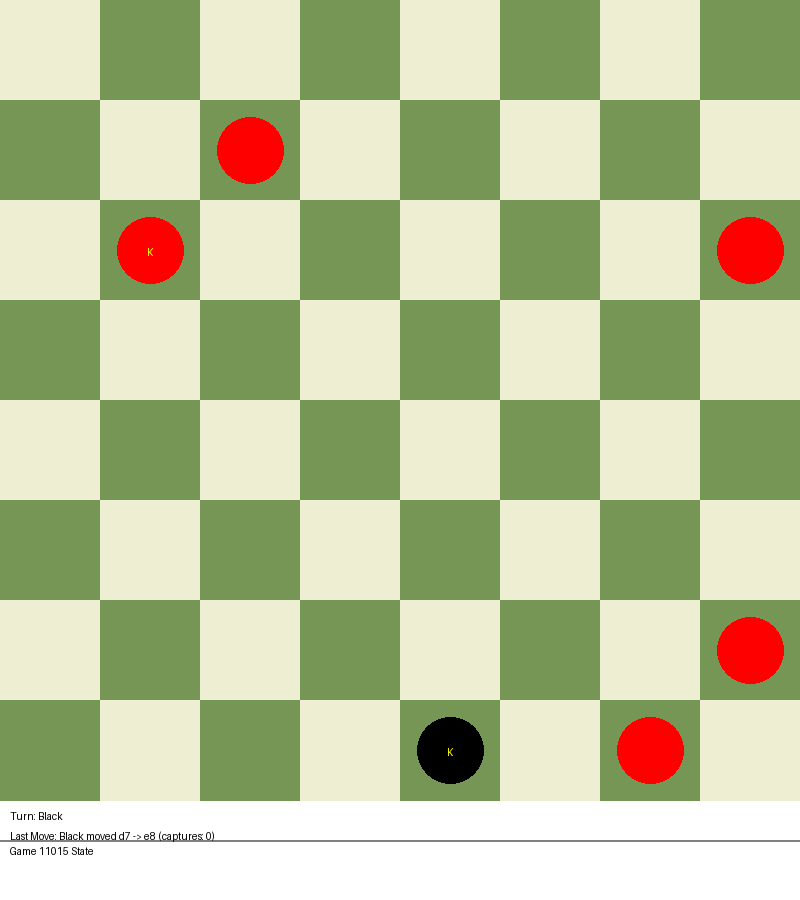 K
K
Turn: Black
Last Move: Black moved d7 -> e8 (captures: 0)
Game 11015 State